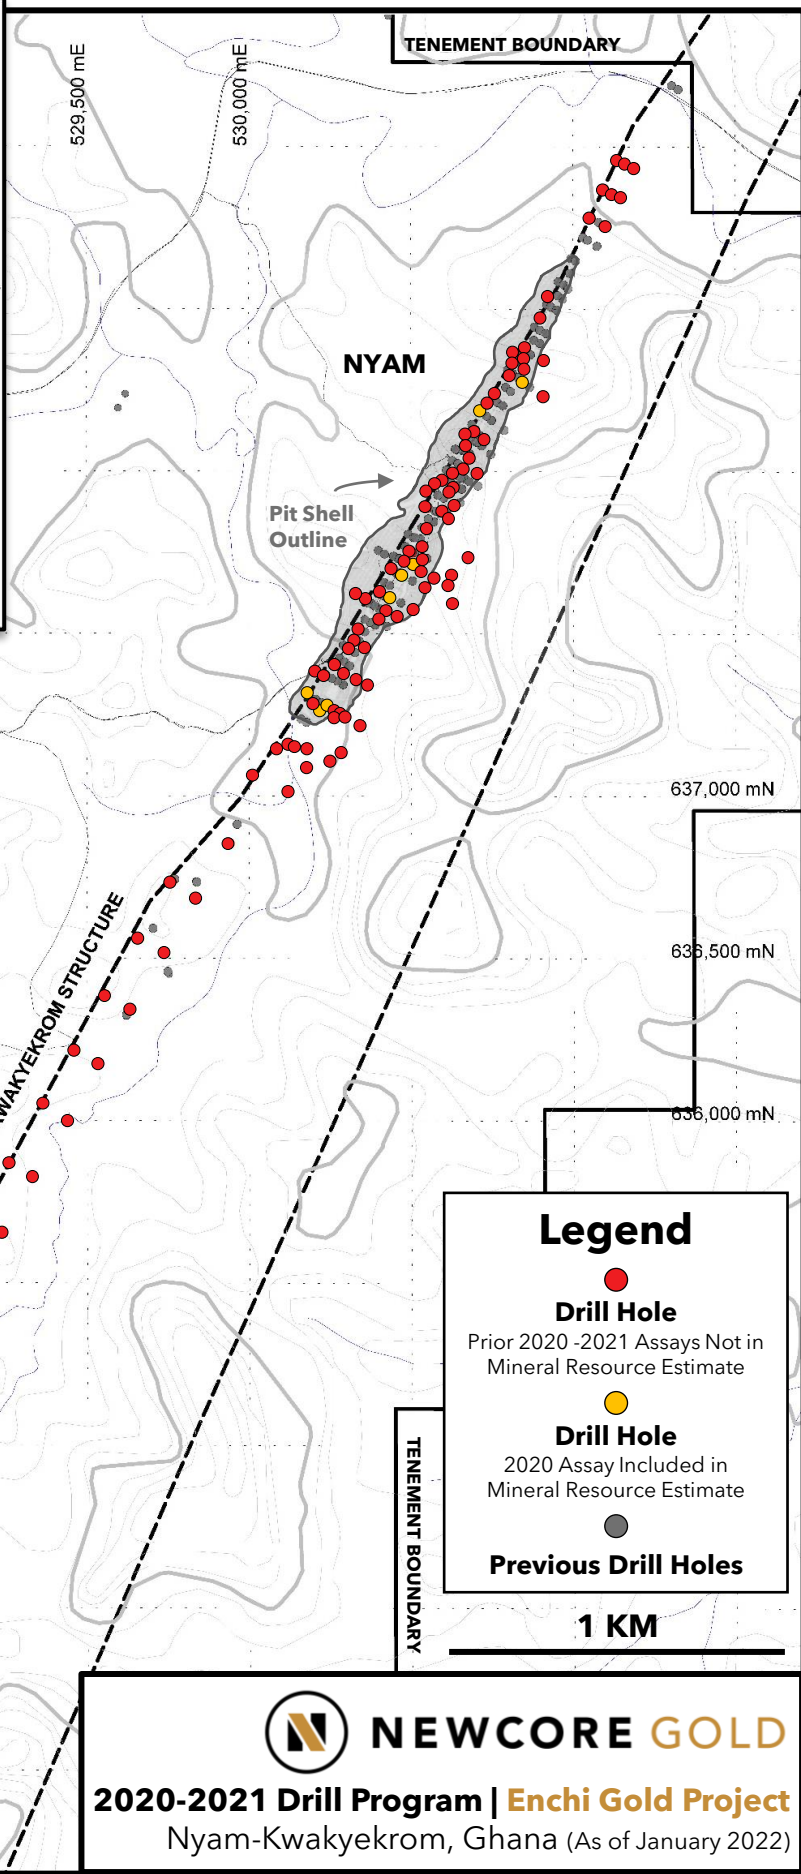 TENEMENT BOUNDARY
529,500 mE
530,000 mE
NYAM
Pit Shell
Outline
637,000 mN
636,500 mN
636,000 mN
WAKYEKROM STRUCTURE
Legend
Drill Hole
Prior 2020 -2021 Assays Not in
Mineral Resource Estimate
Drill Hole
2020 Assay Included in
Mineral Resource Estimate
Previous Drill Holes
TENEMENT BOUNDARY
1 KM
N NEWCORE GOLD
2020-2021 Drill Program | Enchi Gold Project
Nyam-Kwakyekrom, Ghana (As of January 2022)